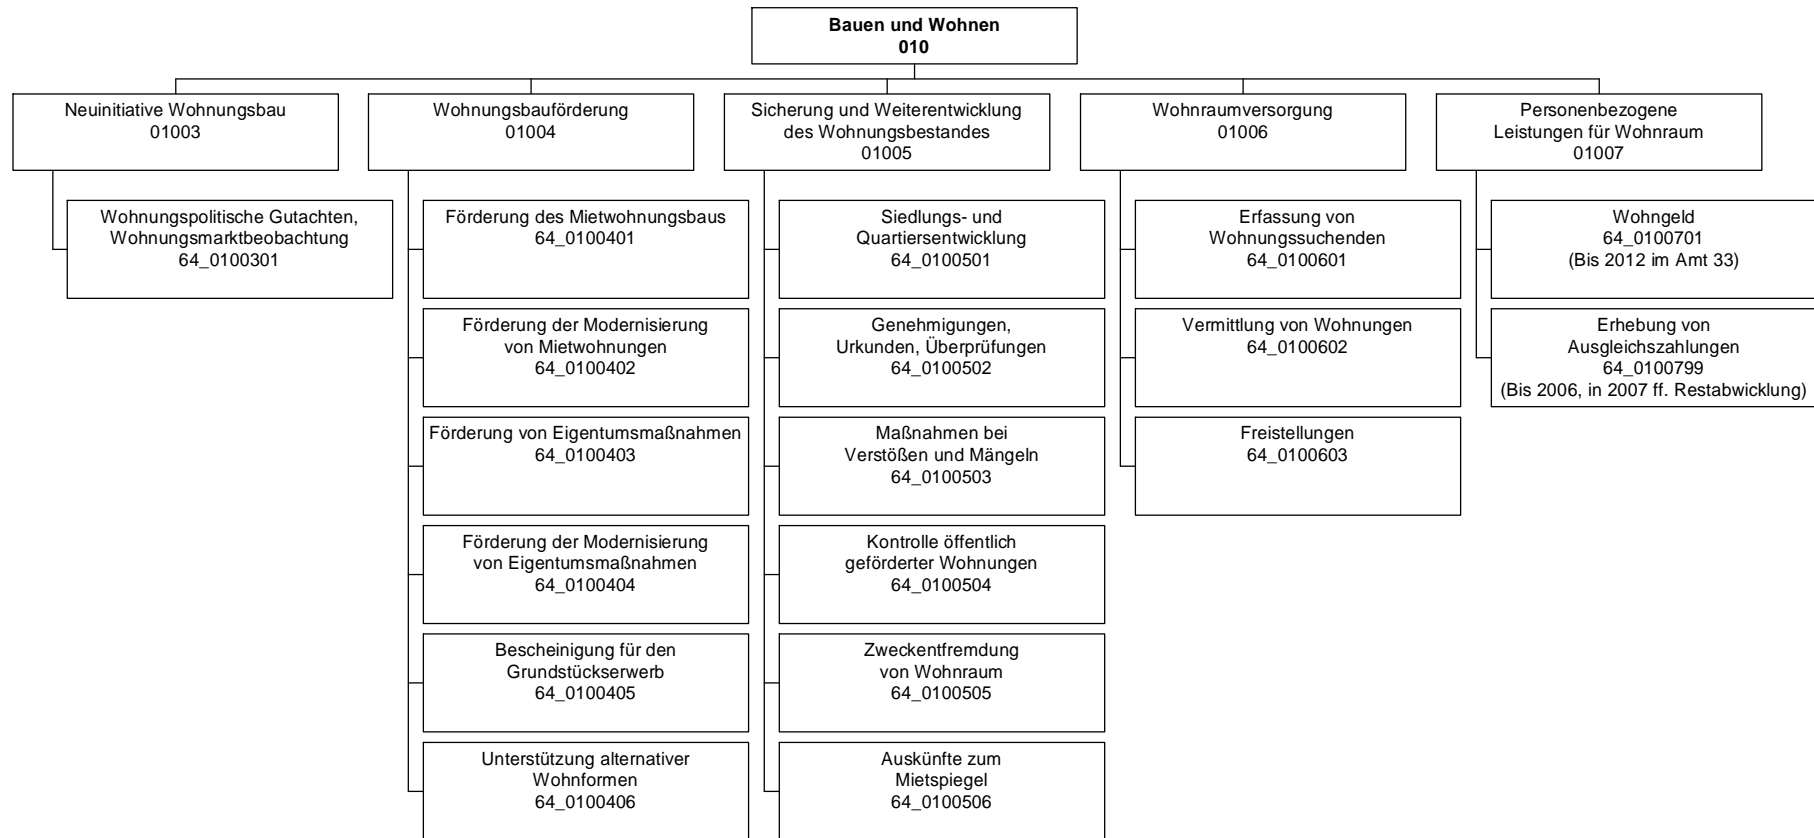 Bauen und Wohnen
010
Neuinitiative Wohnungsbau
01003
Wohnungspolitische Gutachten,
Wohnungsmarktbeobachtung
64_0100301
Wohnungsbauförderung
01004
Förderung des Mietwohnungsbaus
64_0100401
Förderung der Modernisierung
von Mietwohnungen
64_0100402
Förderung von Eigentumsmaßnahmen
64_0100403
Förderung der Modernisierung
von Eigentumsmaßnahmen
64_0100404
Bescheinigung für den
Grundstückserwerb
64_0100405
Unterstützung alternativer
Wohnformen
64_0100406
Sicherung und Weiterentwicklung
des Wohnungsbestandes
01005
Siedlungs- und
Quartiersentwicklung
64_0100501
Genehmigungen,
Urkunden, Überprüfungen
64_0100502
Maßnahmen bei
Verstößen und Mängeln
64_0100503
Kontrolle öffentlich
geförderter Wohnungen
64_0100504
Zweckentfremdung
von Wohnraum
64_0100505
Auskünfte zum
Mietspiegel
64_0100506
Wohnraumversorgung
01006
Erfassung von
Wohnungssuchenden
64_0100601
Vermittlung von Wohnungen
64_0100602
Freistellungen
64_0100603
Personenbezogene
Leistungen für Wohnraum
01007
Wohngeld
64_0100701
(Bis 2012 im Amt 33)
Erhebung von
Ausgleichszahlungen
64_0100799
(Bis 2006, in 2007 ff. Restabwicklung)